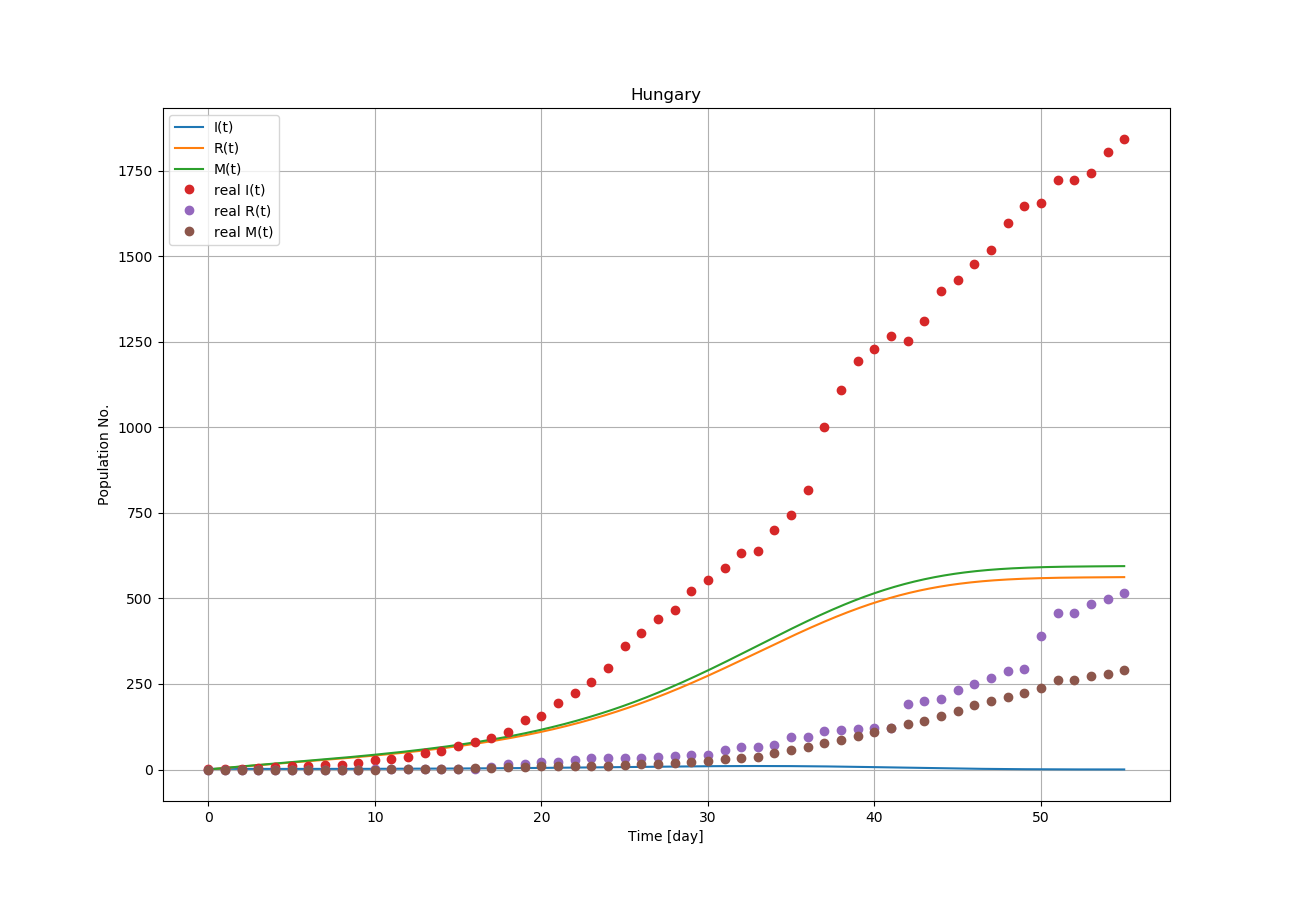 Hungary
I(t)
R(t)
M(t)
real I(t)
real R(t)
real M(t)
Population No.
1750
1500
1250
1000
750
500
250
0
0 10 20 30 40 50
Time [day]